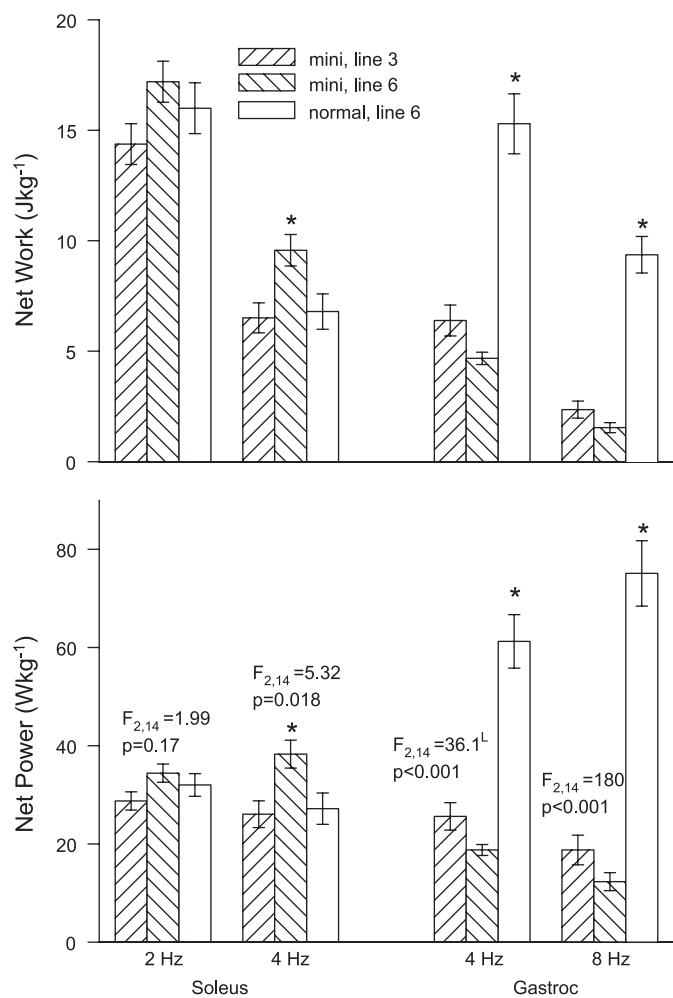 20
15
10
5
0
Net Work (Jkg⁻¹)
mini, line 3
mini, line 6
normal, line 6
*
*
*
80
60
40
20
0
Net Power (Wkg⁻¹)
F₂,₁₄=1.99
p=0.17
F₂,₁₄=5.32
p=0.018
*
F₂,₁₄=36.1ᴸ
p<0.001
*
F₂,₁₄=180
p<0.001
*
2 Hz 4 Hz 4 Hz 8 Hz
Soleus Gastroc